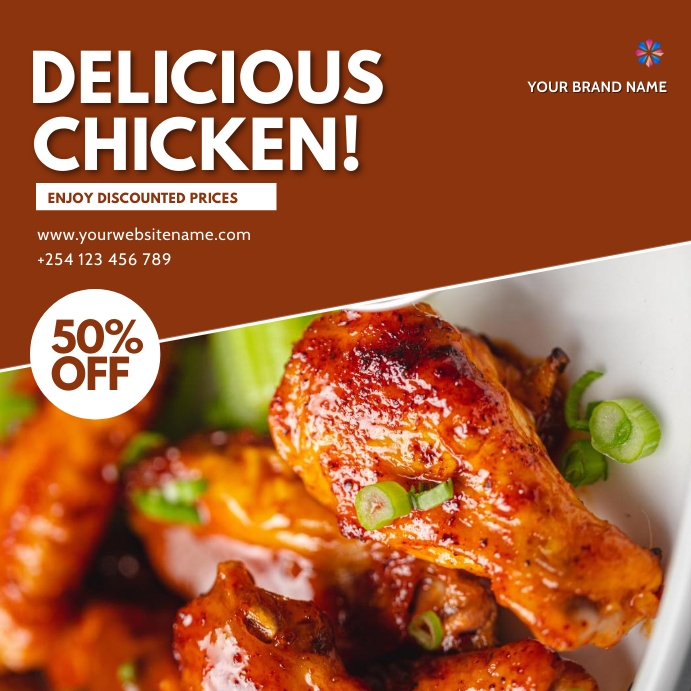 DELICIOUS
CHICKEN!
YOUR BRAND NAME
ENJOY DISCOUNTED PRICES
www.yourwebsitename.com
+254 123 456 789
50%
OFF